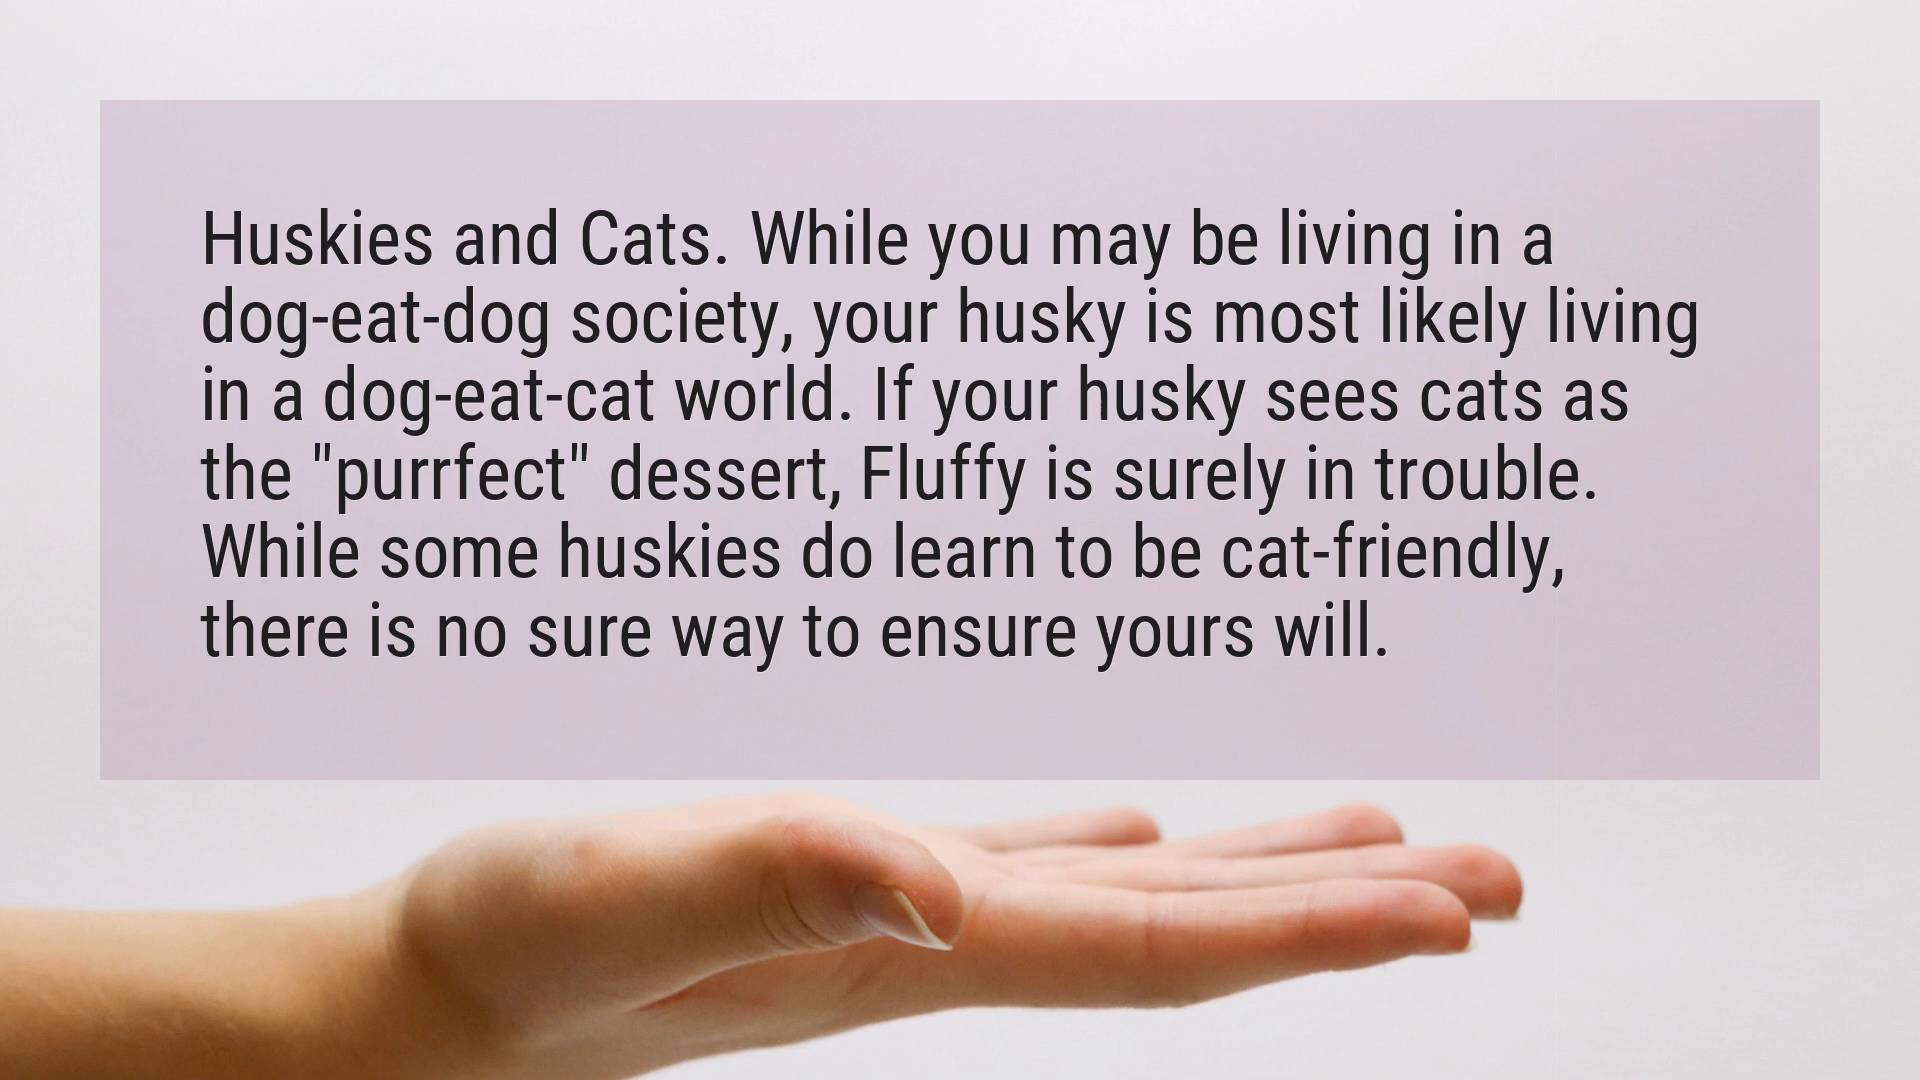 Huskies and Cats. While you may be living in a
dog-eat-dog society, your husky is most likely living
in a dog-eat-cat world. If your husky sees cats as
the "purrfect" dessert, Fluffy is surely in trouble.
While some huskies do learn to be cat-friendly,
there is no sure way to ensure yours will.